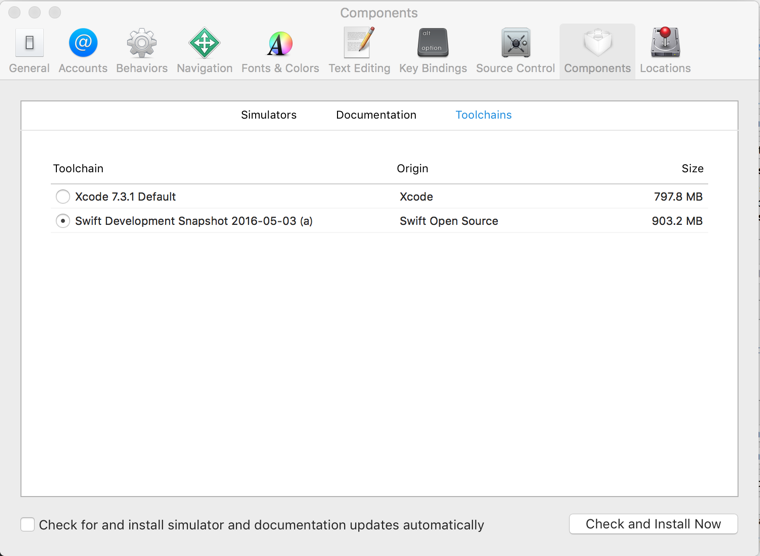 Components
General Accounts Behaviors Navigation Fonts & Colors Text Editing Key Bindings Source Control Components Locations
alt
option
Simulators Documentation Toolchains
Toolchain Origin Size
Xcode 7.3.1 Default Xcode 797.8 MB
Swift Development Snapshot 2016-05-03 (a) Swift Open Source 903.2 MB
Check for and install simulator and documentation updates automatically Check and Install Now